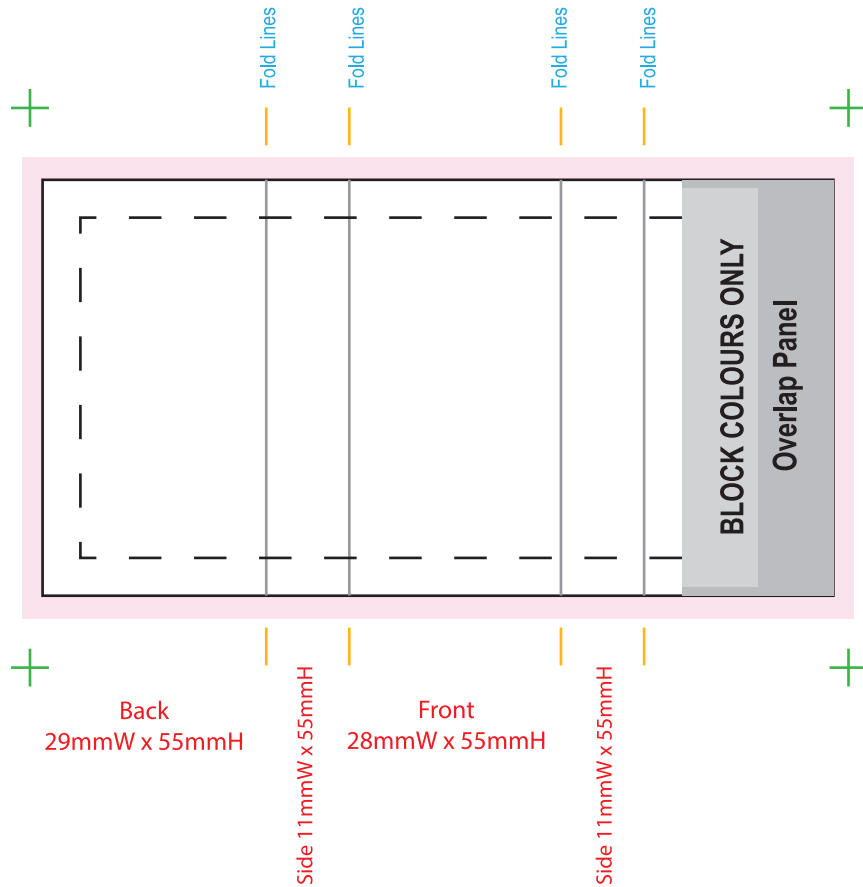 Fold Lines
Fold Lines
Fold Lines
Fold Lines
BLOCK COLOURS ONLY
Overlap Panel
Back
29mmW x 55mmH
Side 11mmW x 55mmH
Front
28mmW x 55mmH
Side 11mmW x 55mmH